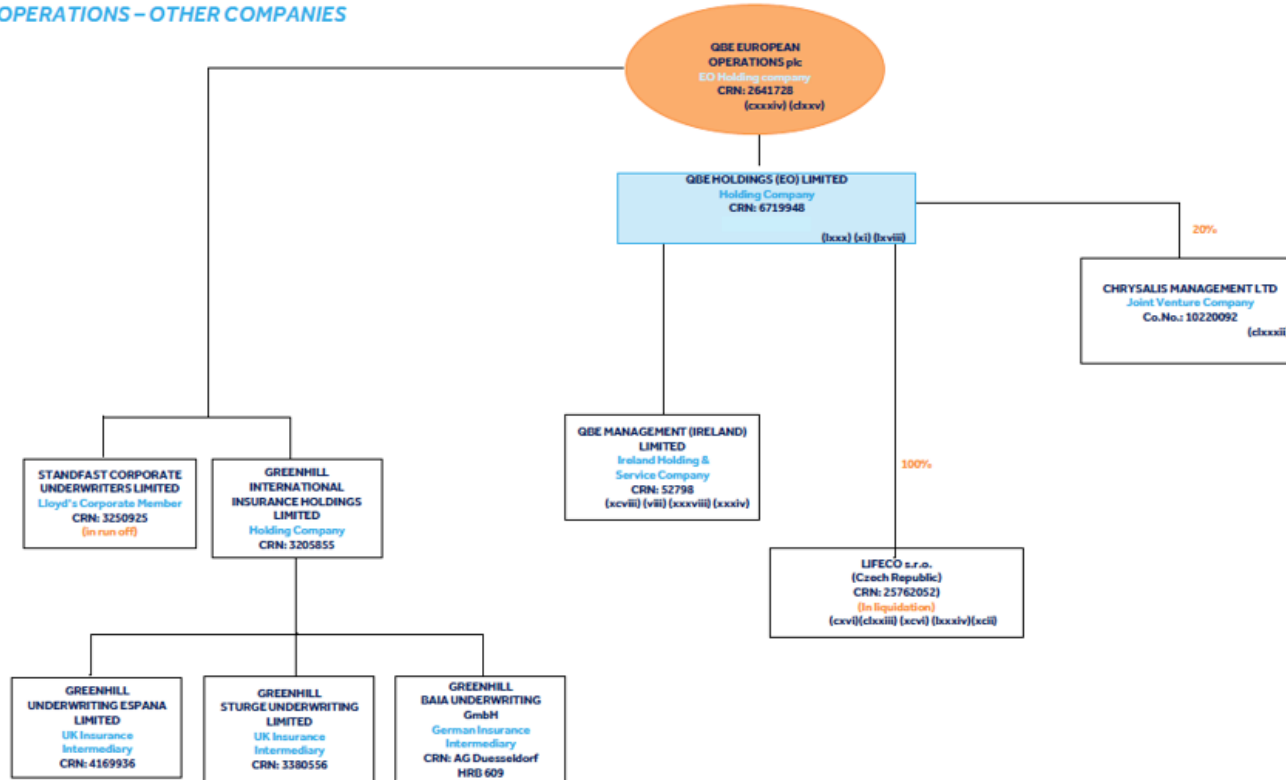 OPERATIONS – OTHER COMPANIES
QBE EUROPEAN
OPERATIONS plc
EO Holding company
CRN: 2641728
(cxxxiv) (clxxv)
QBE HOLDINGS (EO) LIMITED
Holding Company
CRN: 6719948
(lxxx) (xi) (lxviii)
20%
CHRYSALIS MANAGEMENT LTD
Joint Venture Company
Co.No.: 10220092
(clxxxii
QBE MANAGEMENT (IRELAND)
LIMITED
Ireland Holding &
Service Company
CRN: 52798
(xcviii) (viii) (xxxviii) (xxxiv)
100%
STANDFAST CORPORATE
UNDERWRITERS LIMITED
Lloyd's Corporate Member
CRN: 3250925
(in run off)
GREENHILL
INTERNATIONAL
INSURANCE HOLDINGS
LIMITED
Holding Company
CRN: 3205855
LIFECO s.r.o.
(Czech Republic)
CRN: 25762052)
(In liquidation)
(cxvi)(clxxiii) (xcvi) (lxxxiv)(xcii)
GREENHILL
UNDERWRITING ESPANA
LIMITED
UK Insurance
Intermediary
CRN: 4169936
GREENHILL
STURGE UNDERWRITING
LIMITED
UK Insurance
Intermediary
CRN: 3380556
GREENHILL
BAIA UNDERWRITING
GmbH
German Insurance
Intermediary
CRN: AG Duesseldorf
HRB 609